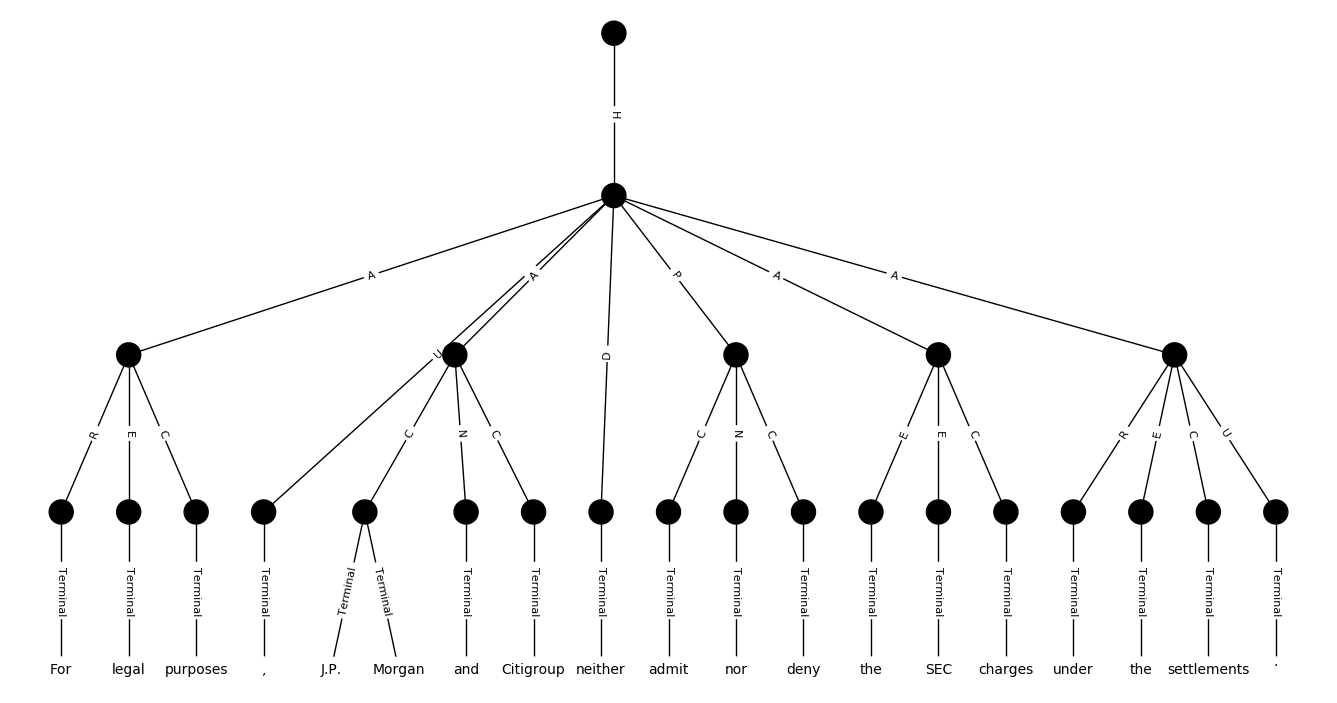 H
A A P A A
U D
R E C C N C C N C E E C R E C U
Terminal Terminal Terminal Terminal Terminal Terminal Terminal Terminal Terminal Terminal Terminal Terminal Terminal Terminal Terminal Terminal Terminal Terminal Terminal
For legal purposes , J.P. Morgan and Citigroup neither admit nor deny the SEC charges under the settlements .